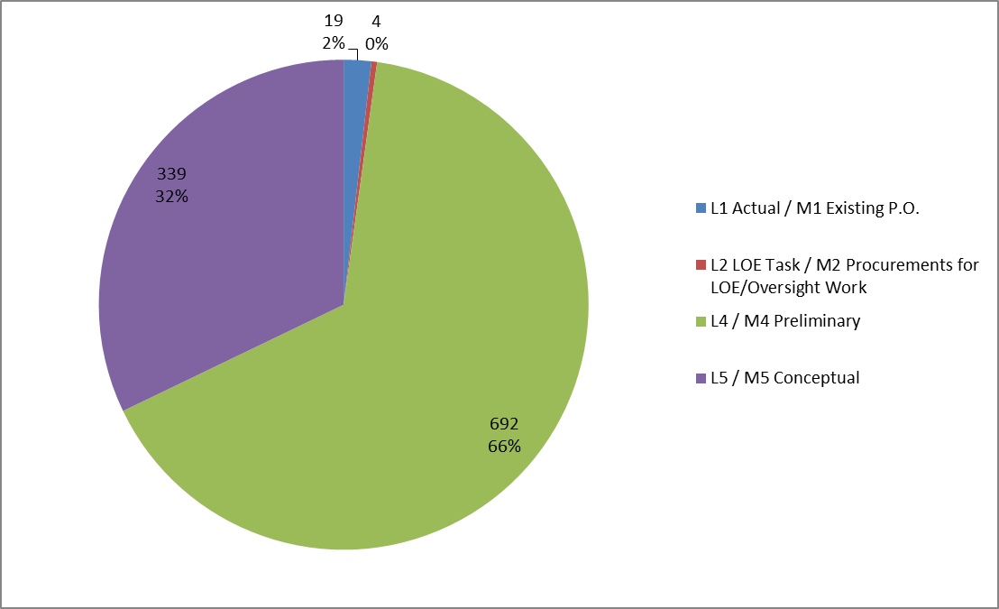 19
2%
4
0%
339
32%
692
66%
L1 Actual / M1 Existing P.O.
L2 LOE Task / M2 Procurements for
LOE/Oversight Work
L4 / M4 Preliminary
L5 / M5 Conceptual